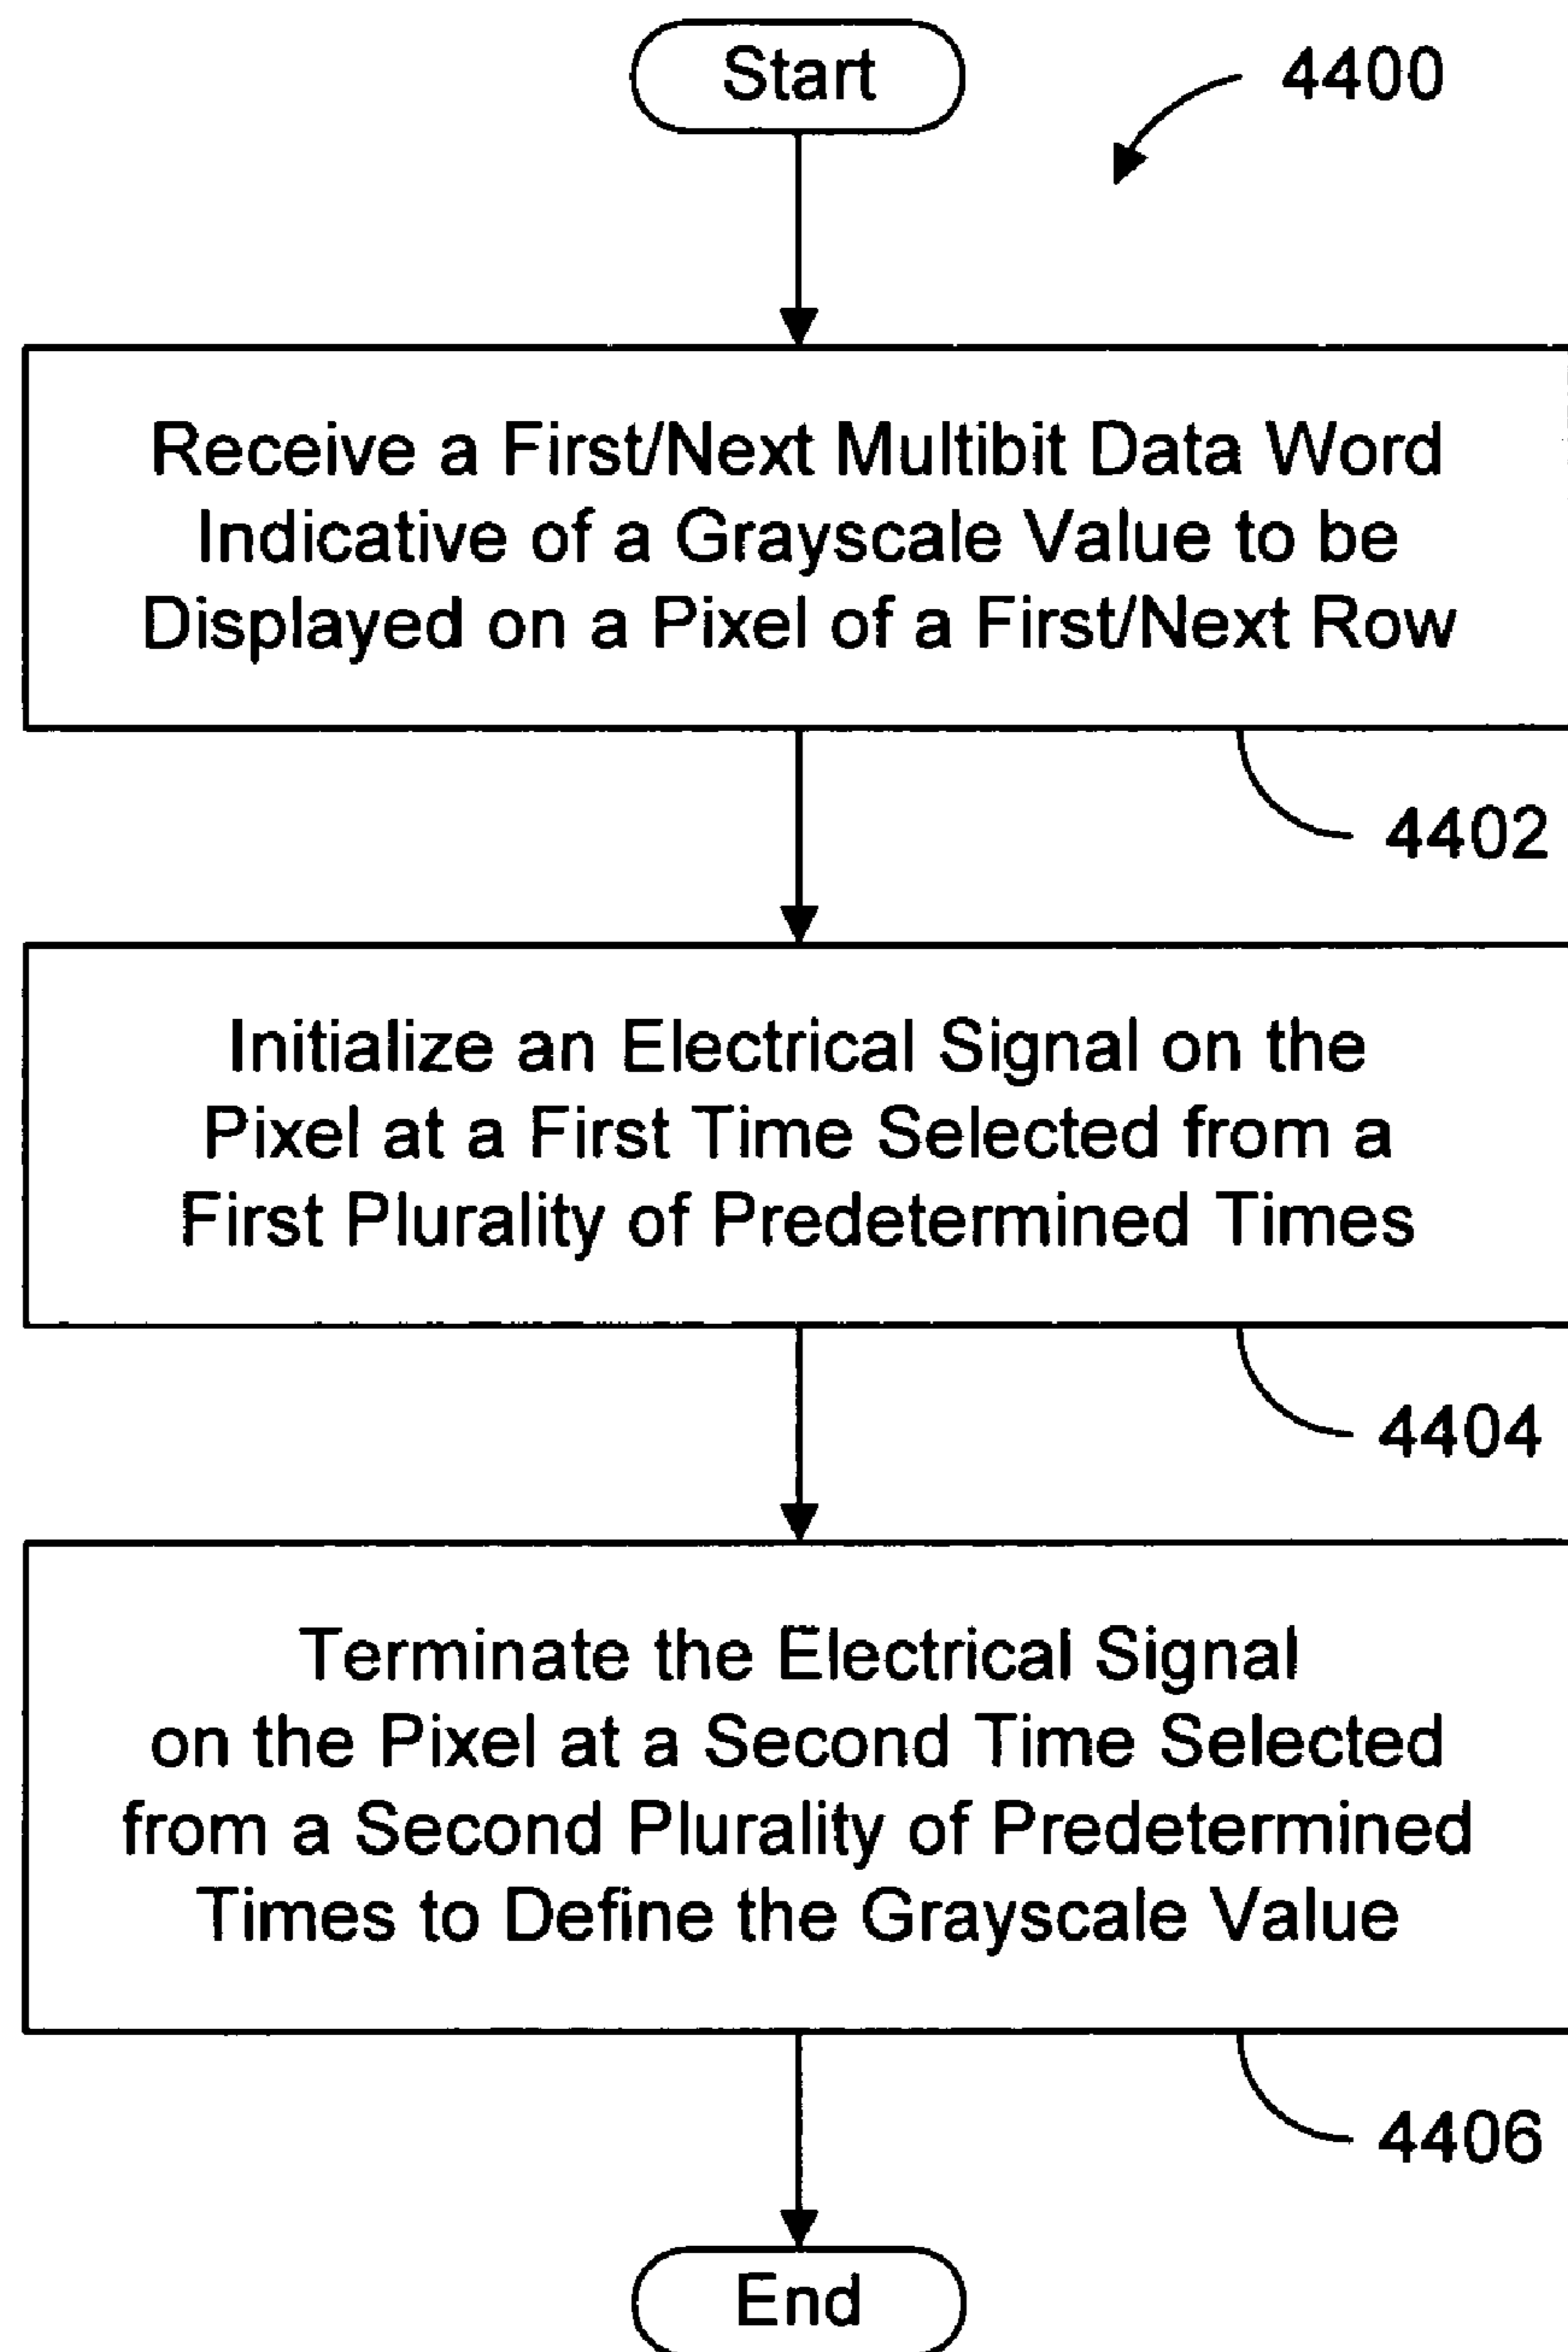 Start
4400
Receive a First/Next Multibit Data Word
Indicative of a Grayscale Value to be
Displayed on a Pixel of a First/Next Row
4402
Initialize an Electrical Signal on the
Pixel at a First Time Selected from a
First Plurality of Predetermined Times
4404
Terminate the Electrical Signal
on the Pixel at a Second Time Selected
from a Second Plurality of Predetermined
Times to Define the Grayscale Value
4406
End